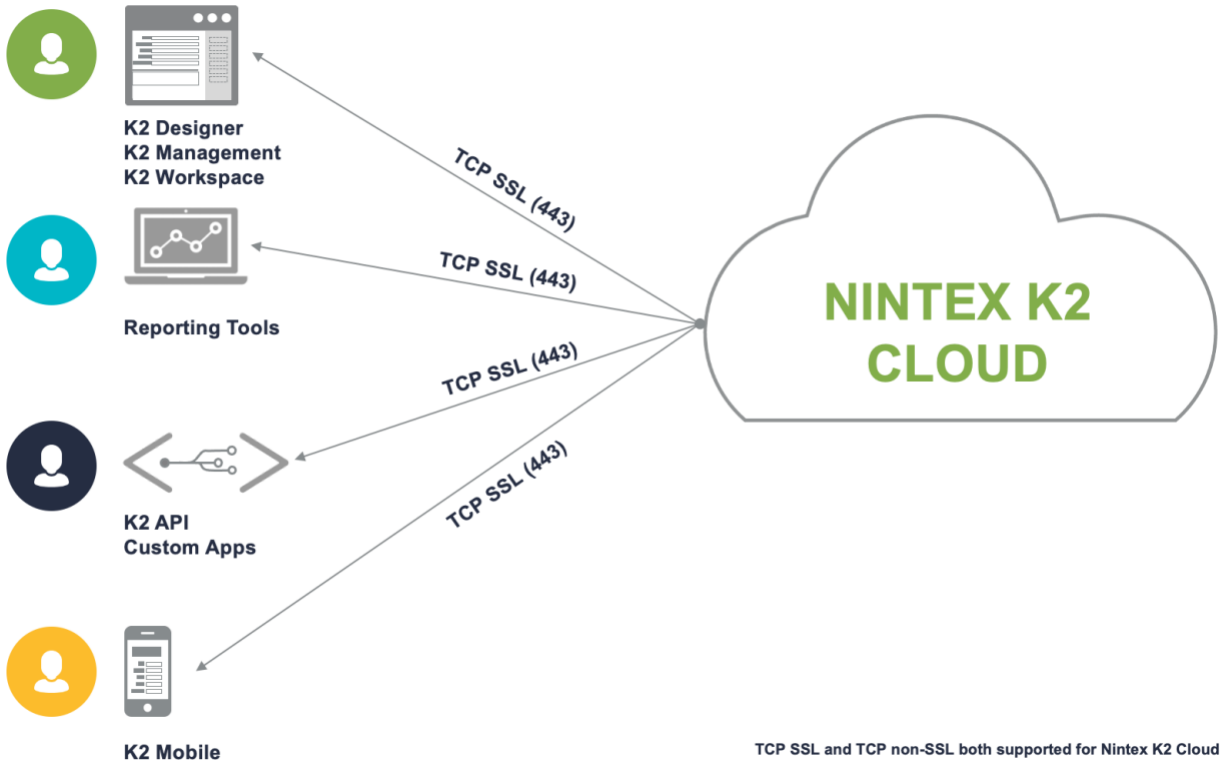 K2 Designer
K2 Management
K2 Workspace
TCP SSL (443)
Reporting Tools
TCP SSL (443)
NINTEX K2
CLOUD
TCP SSL (443)
K2 API
Custom Apps
TCP SSL (443)
K2 Mobile
TCP SSL and TCP non-SSL both supported for Nintex K2 Cloud